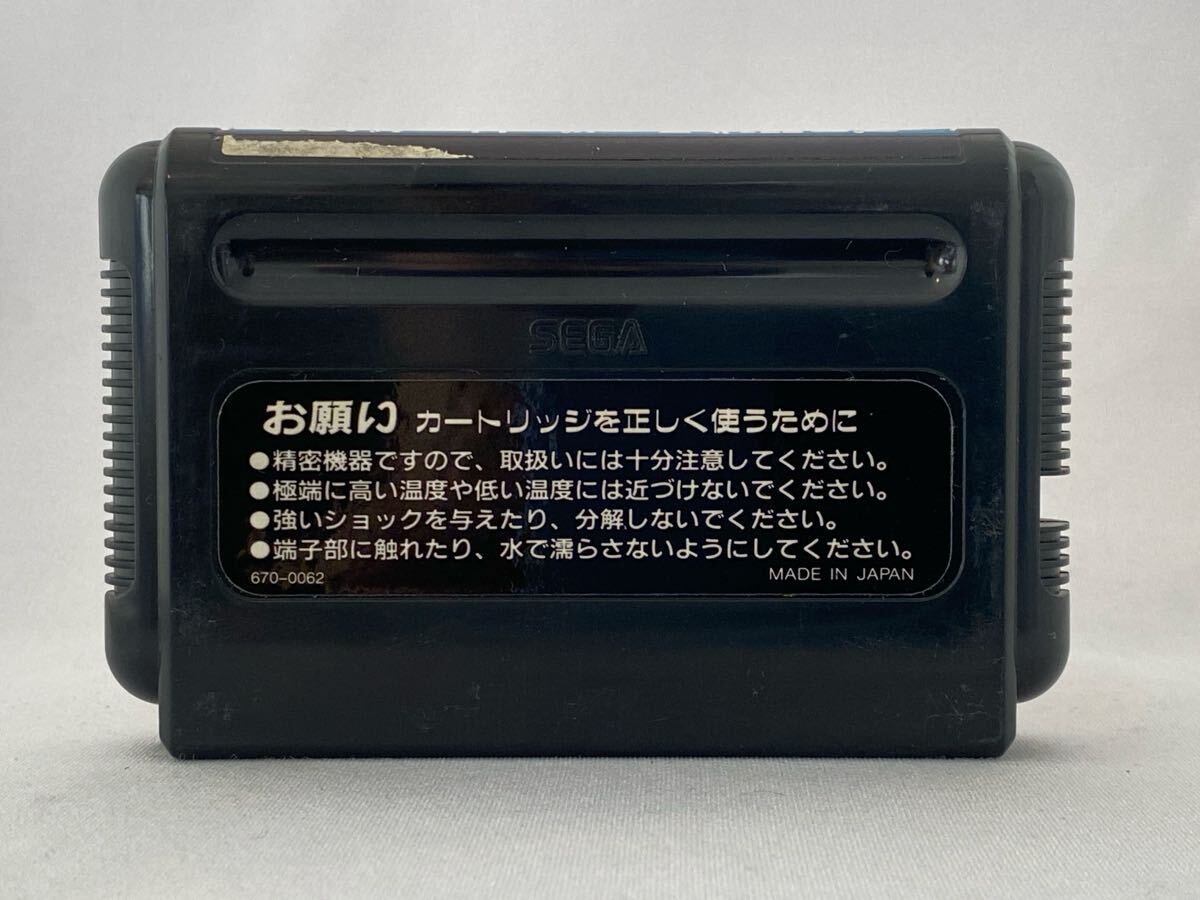 SEGA
お願い カートリッジを正しく使うために
●精密機器ですので、取扱いには十分注意してください。
●極端に高い温度や低い温度には近づけないでください。
●強いショックを与えたり、分解しないでください。
●端子部に触れたり、水で濡らさないようにしてください。
670-0062 MADE IN JAPAN